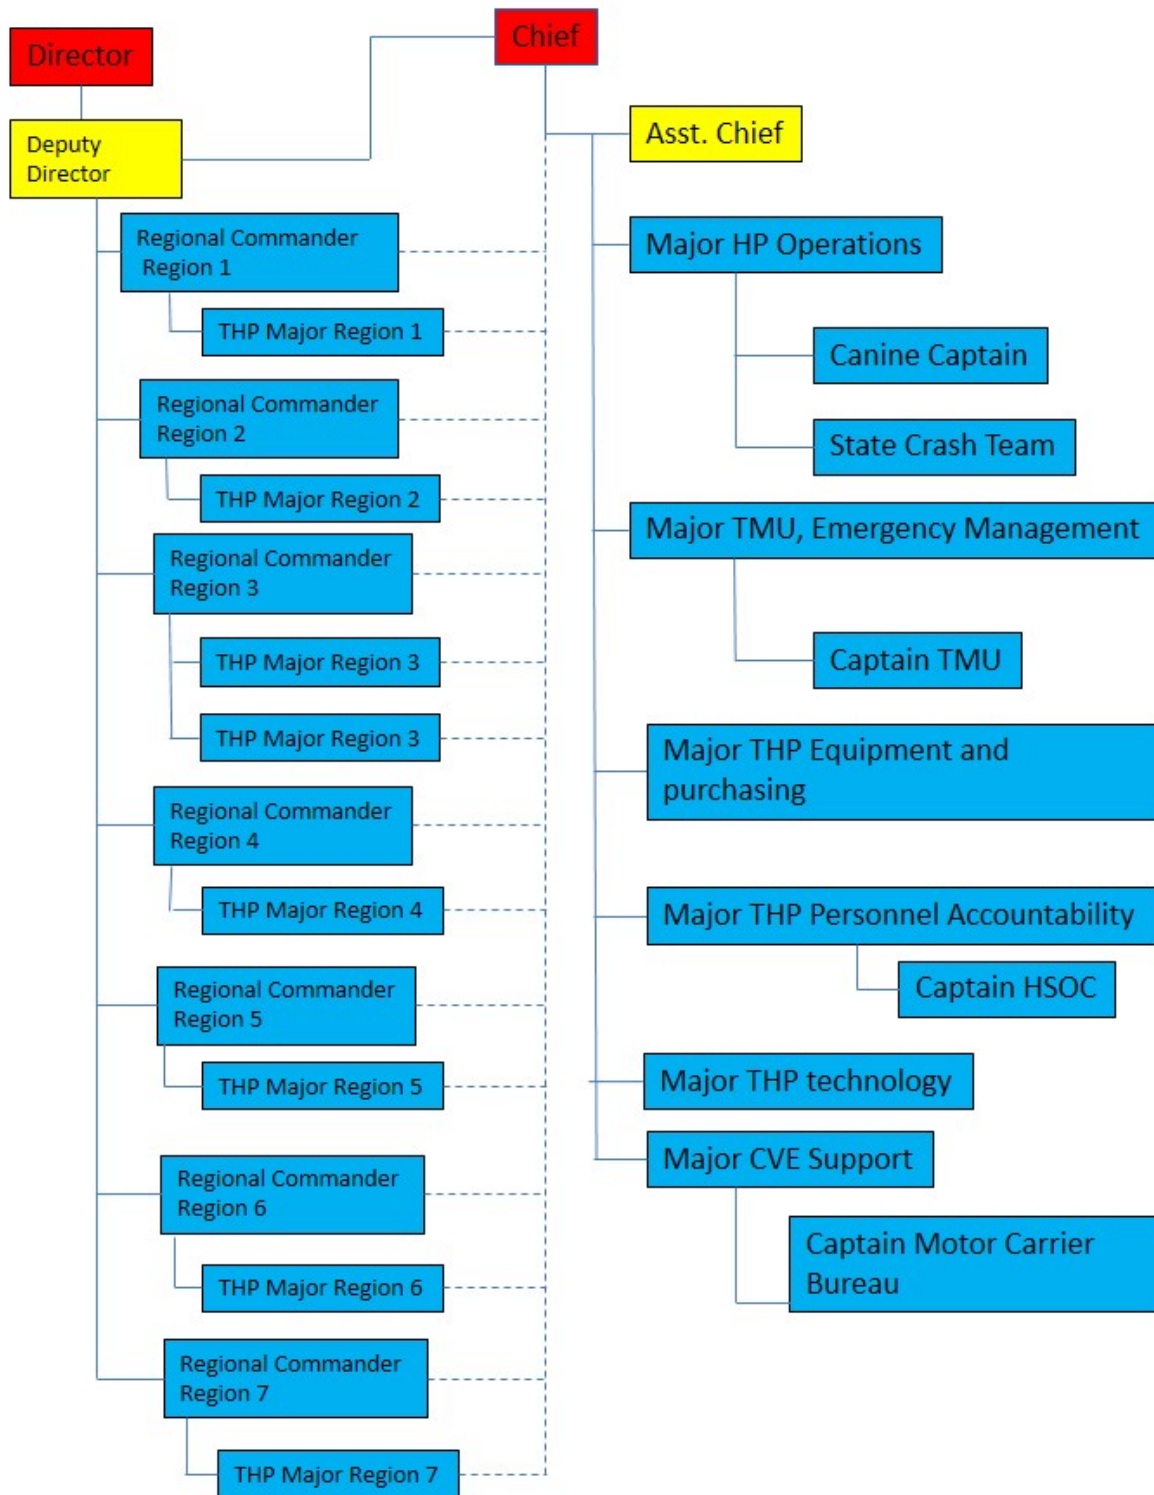 Director
Chief
Deputy
Director
Asst. Chief
Regional Commander
Region 1
THP Major Region 1
Regional Commander
Region 2
THP Major Region 2
Regional Commander
Region 3
THP Major Region 3
THP Major Region 3
Regional Commander
Region 4
THP Major Region 4
Regional Commander
Region 5
THP Major Region 5
Regional Commander
Region 6
THP Major Region 6
Regional Commander
Region 7
THP Major Region 7
Major HP Operations
Canine Captain
State Crash Team
Major TMU, Emergency Management
Captain TMU
Major THP Equipment and
purchasing
Major THP Personnel Accountability
Captain HSOC
Major THP technology
Major CVE Support
Captain Motor Carrier
Bureau